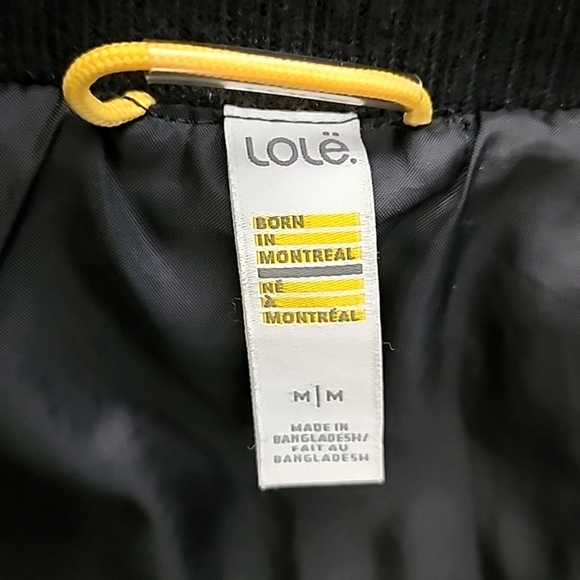 LOLË.
BORN
IN
MONTREAL
NÉ
À
MONTRÉAL
M|M
MADE IN
BANGLADESH/
FAIT AU
BANGLADESH